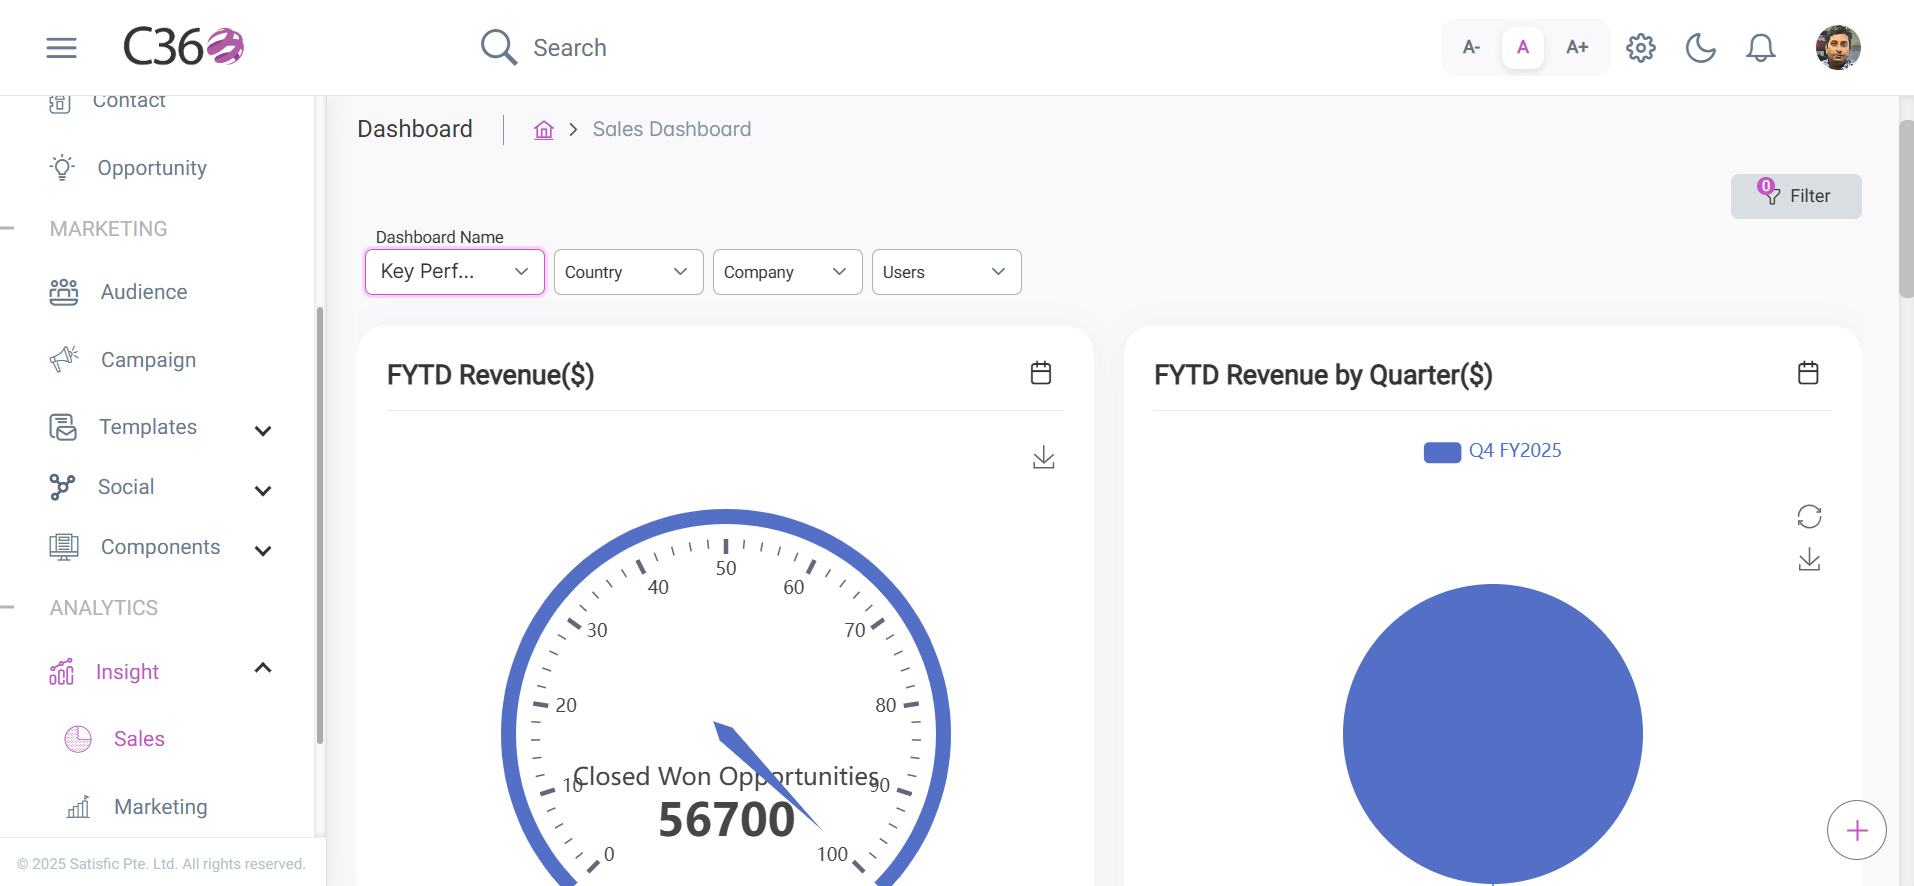 C360
Search
A-
A
A+
Contact
Opportunity
MARKETING
Audience
Campaign
Templates
Social
Components
ANALYTICS
Insight
Sales
Marketing
© 2025 Satisfic Pte. Ltd. All rights reserved.
Dashboard
Sales Dashboard
0
Filter
Dashboard Name
Key Perf...
Country
Company
Users
FYTD Revenue($)
50
40
60
30
70
20
80
Closed Won Opportunities
10
90
56700
0
100
FYTD Revenue by Quarter($)
Q4 FY2025